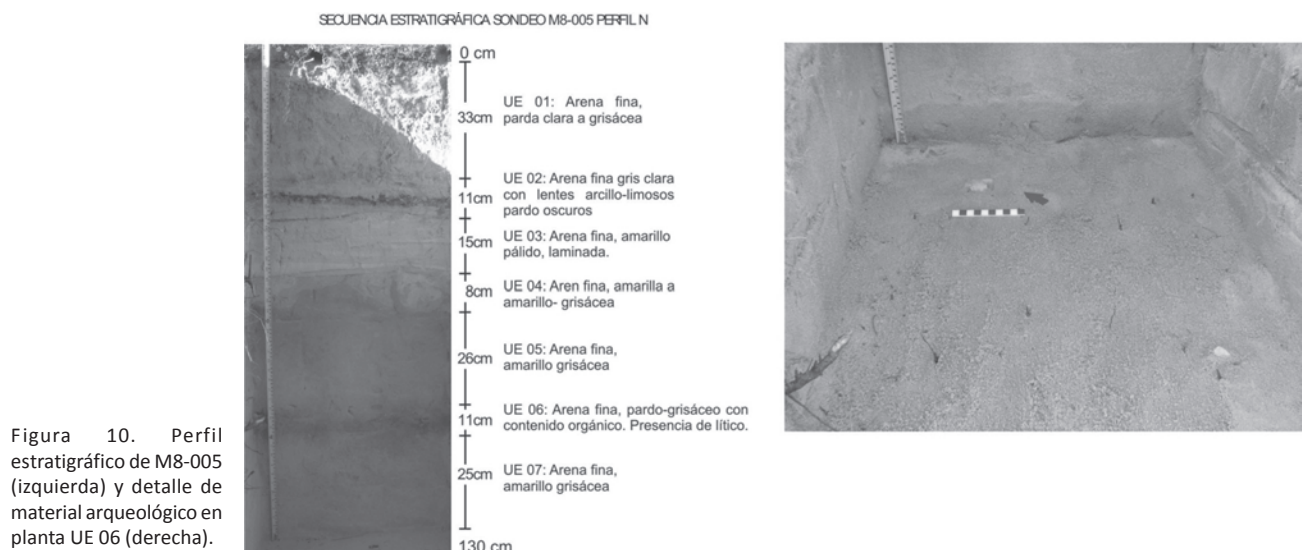 SECUENCIA ESTRATIGRÁFICA SONDEO M8-005 PERFIL N
0 cm
33cm
UE 01: Arena fina,
parda clara a grisácea
11cm
UE 02: Arena fina gris clara
con lentes arcillo-limosos
pardo oscuros
15cm
UE 03: Arena fina, amarillo
pálido, laminada.
8cm
UE 04: Aren fina, amarilla a
amarillo- grisácea
26cm
UE 05: Arena fina,
amarillo grisácea
11cm
UE 06: Arena fina, pardo-grisáceo con
contenido orgánico. Presencia de lítico.
25cm
UE 07: Arena fina,
amarillo grisácea
130 cm
Figura 10. Perfil
estratigráfico de M8-005
(izquierda) y detalle de
material arqueológico en
planta UE 06 (derecha).